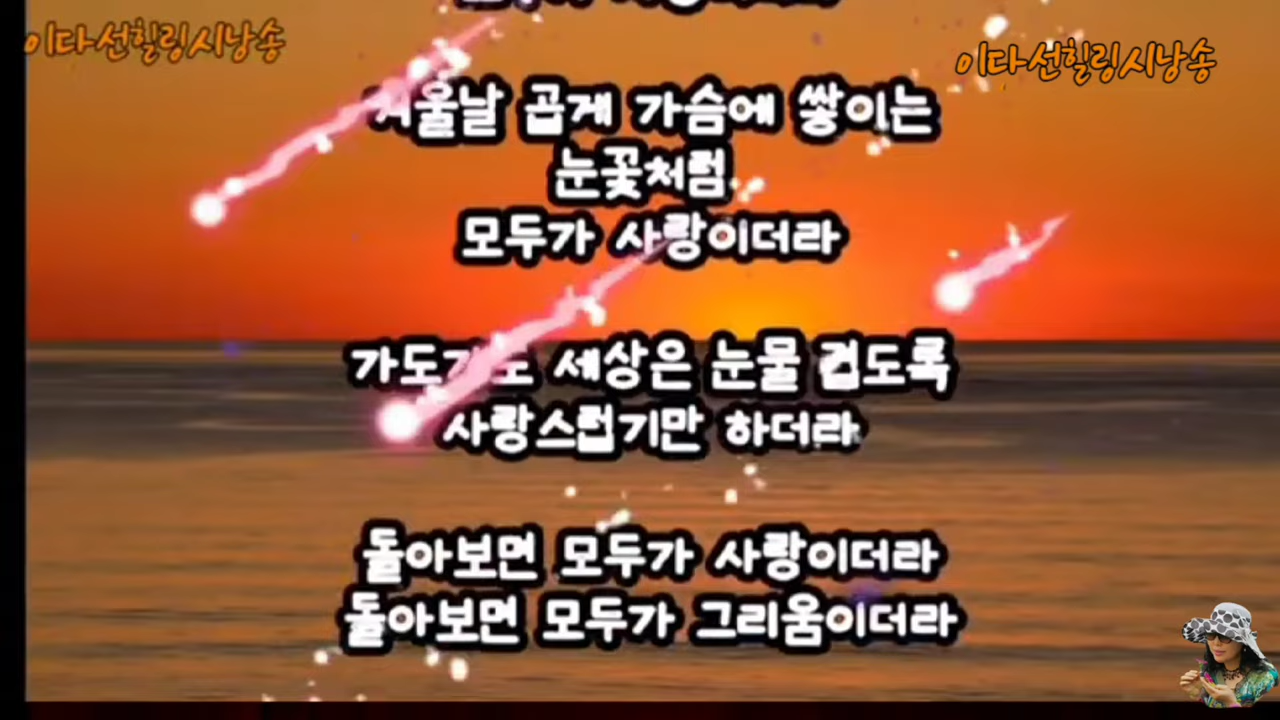 이다선힐링시낭송
이다선힐링시낭송
겨울날 곱게 가슴에 쌓이는
눈꽃처럼
모두가 사랑이더라
가도가도 세상은 눈물 겹도록
사랑스럽기만 하더라
돌아보면 모두가 사랑이더라
돌아보면 모두가 그리움이더라